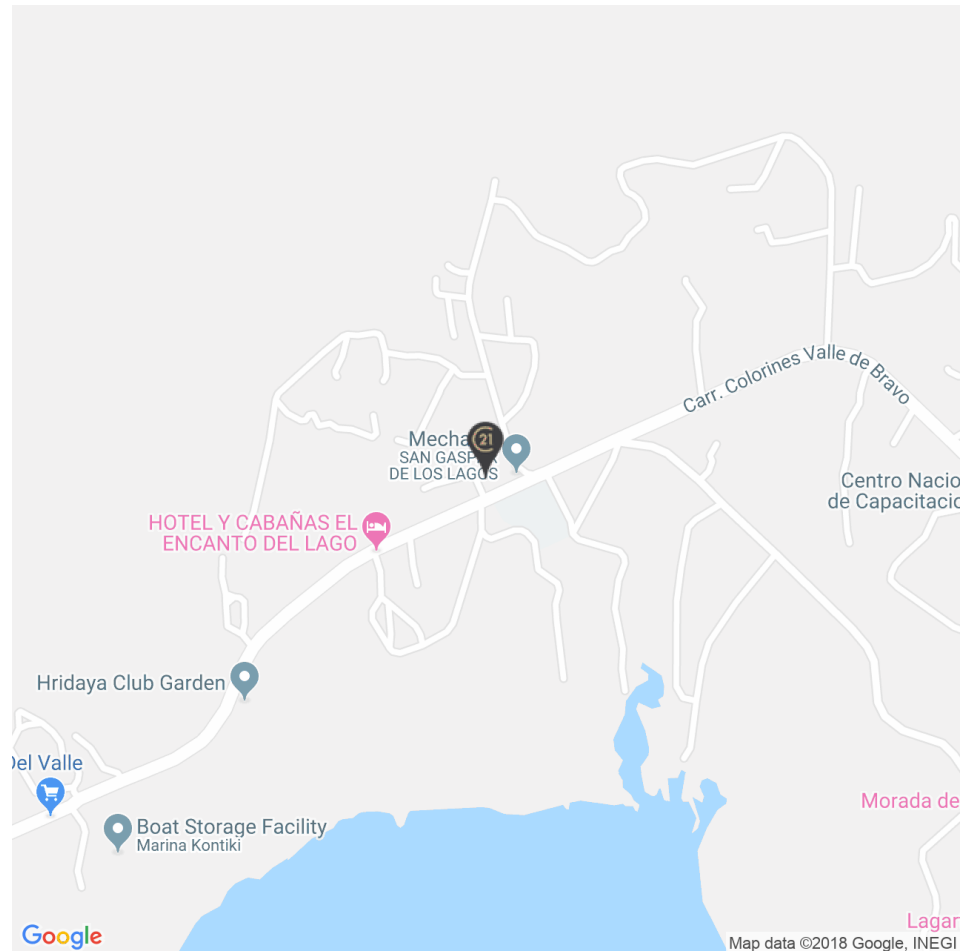 Carr. Colorines Valle de Bravo
21
SAN GASP
DE LOS LAGOS
Centro Nacio
de Capacitacio
HOTEL Y CABAÑAS EL
ENCANTO DEL LAGO
Hridaya Club Garden
Del Valle
Boat Storage Facility
Marina Kontiki
Morada de
Lagar
Google
Map data ©2018 Google, INEGI